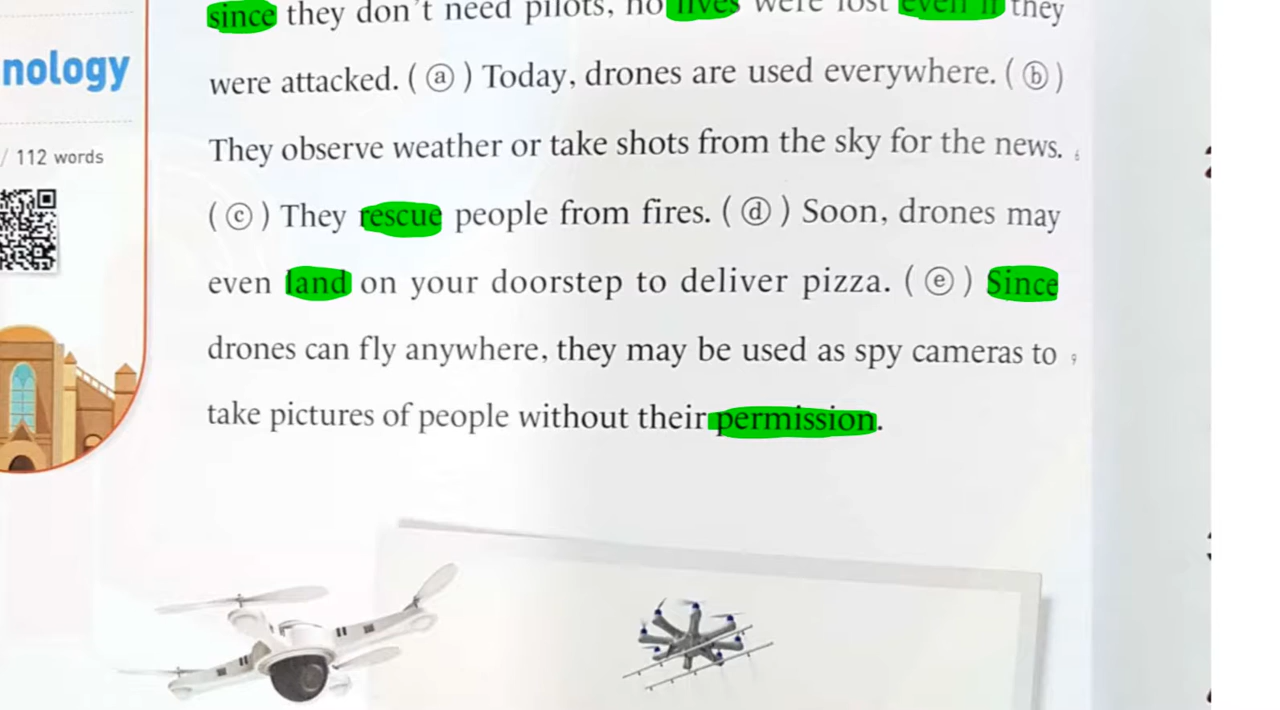 since they don't need pilots, no lives were lost even if they
nology
were attacked. ( ⓐ ) Today, drones are used everywhere. ( ⓑ )
/ 112 words
They observe weather or take shots from the sky for the news. 6
( ⓒ ) They rescue people from fires. ( ⓓ ) Soon, drones may
even land on your doorstep to deliver pizza. ( ⓔ ) Since
drones can fly anywhere, they may be used as spy cameras to 9
take pictures of people without their permission.